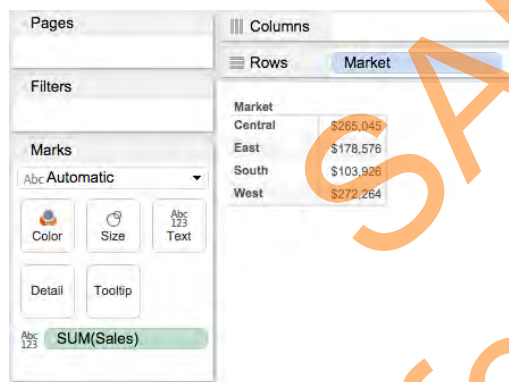 Pages
Columns
Rows Market
Filters
Market
Central $265,045
East $178,576
South $103,926
West $272,264
Marks
Abc Automatic
Color Size Abc 123 Text
Detail Tooltip
Abc 123 SUM(Sales)
SA